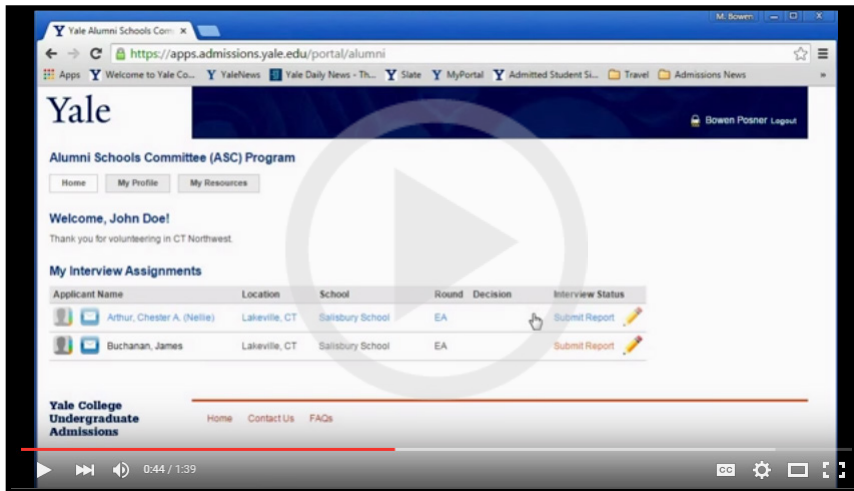 M. Bowen
Yale Alumni Schools Com
https://apps.admissions.yale.edu/portal/alumni
Apps Welcome to Yale Co... YaleNews Yale Daily News - Th... Slate MyPortal Admitted Student Si... Travel Admissions News »
Yale
Bowen Posner Logout
Alumni Schools Committee (ASC) Program
Home My Profile My Resources
Welcome, John Doe!
Thank you for volunteering in CT Northwest.
My Interview Assignments
Applicant Name Location School Round Decision Interview Status
Arthur, Chester A. (Nellie) Lakeville, CT Salisbury School EA Submit Report
Buchanan, James Lakeville, CT Salisbury School EA Submit Report
Yale College
Undergraduate
Admissions
Home Contact Us FAQs
0:44 / 1:39
CC